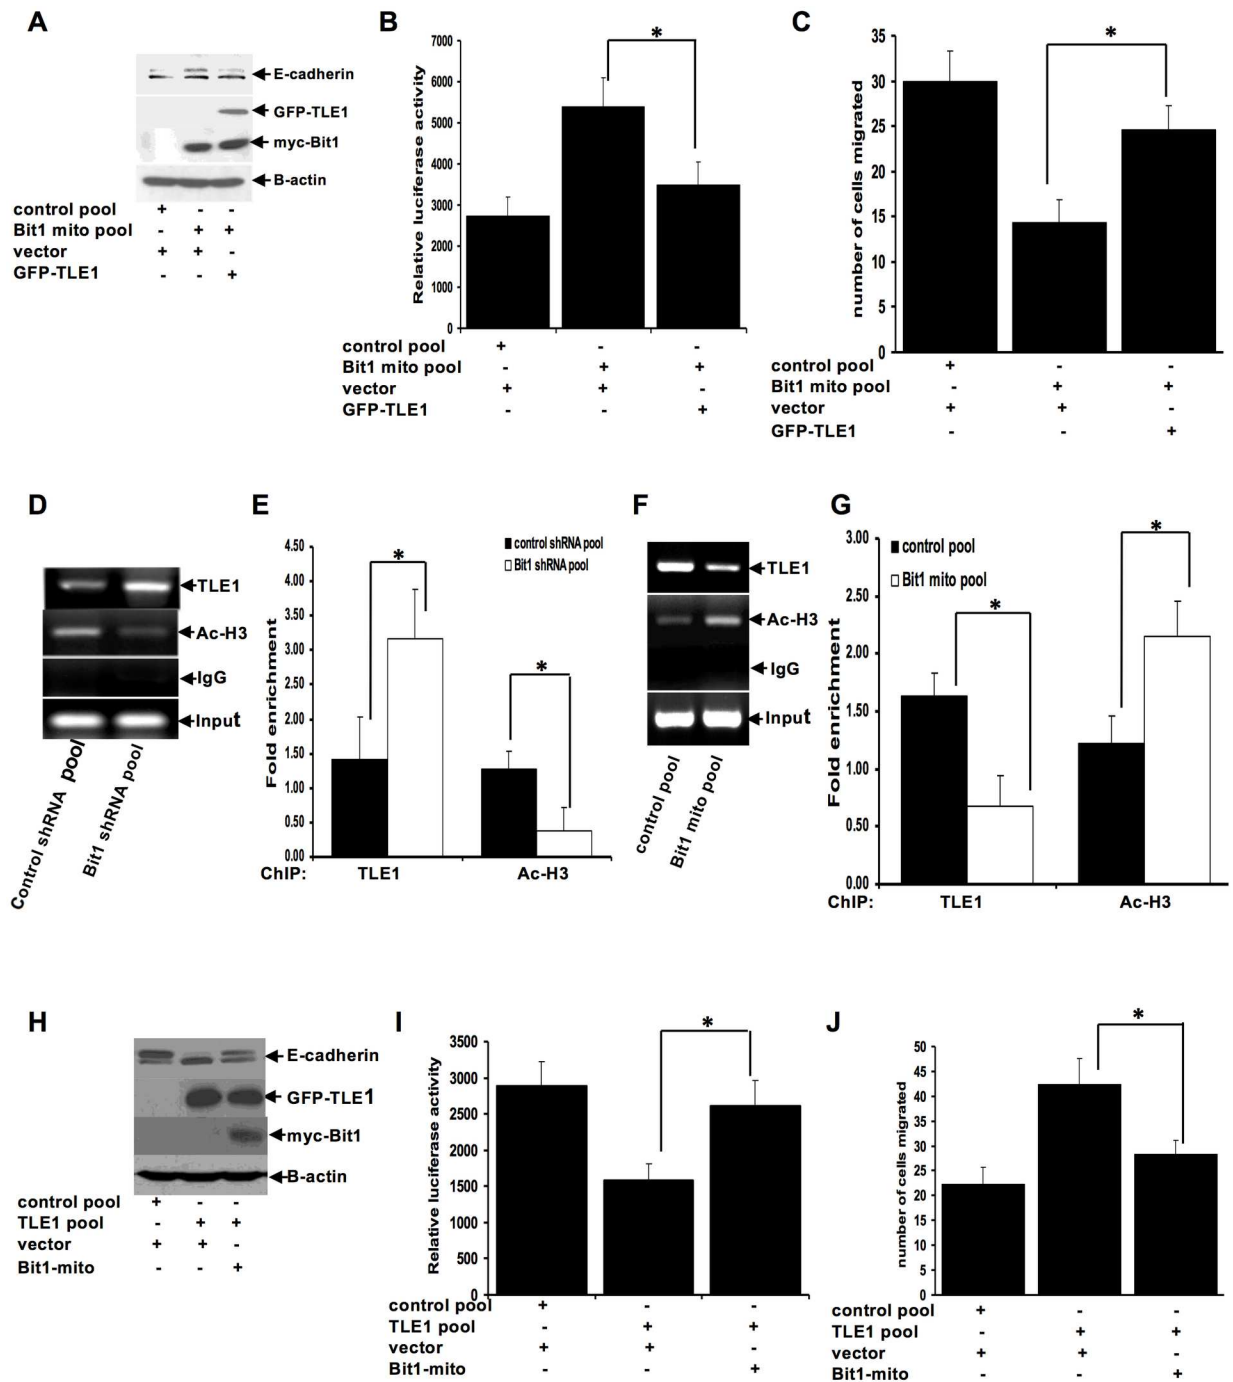 A
E-cadherin
GFP-TLE1
myc-Bit1
B-actin
control pool + - -
Bit1 mito pool - + +
vector + + -
GFP-TLE1 - - +
B
*
Relative luciferase activity
7000
6000
5000
4000
3000
2000
1000
0
control pool + - -
Bit1 mito pool - + +
vector + + -
GFP-TLE1 - - +
C
*
number of cells migrated
35
30
25
20
15
10
5
0
control pool + - -
Bit1 mito pool - + +
vector + + -
GFP-TLE1 - - +
D
TLE1
Ac-H3
IgG
Input
Control shRNA pool
Bit1 shRNA pool
E
control shRNA pool
Bit1 shRNA pool
*
*
Fold enrichment
4.50
4.00
3.50
3.00
2.50
2.00
1.50
1.00
0.50
0.00
ChIP: TLE1 Ac-H3
F
TLE1
Ac-H3
IgG
Input
control pool
Bit1 mito pool
G
control pool
Bit1 mito pool
*
*
Fold enrichment
3.00
2.50
2.00
1.50
1.00
0.50
0.00
ChIP: TLE1 Ac-H3
H
E-cadherin
GFP-TLE1
myc-Bit1
B-actin
control pool + - -
TLE1 pool - + +
vector + + -
Bit1-mito - - +
I
*
Relative luciferase activity
3500
3000
2500
2000
1500
1000
500
0
control pool + - -
TLE1 pool - + +
vector + + -
Bit1-mito - - +
J
*
number of cells migrated
50
45
40
35
30
25
20
15
10
5
0
control pool + - -
TLE1 pool - + +
vector + + -
Bit1-mito - - +